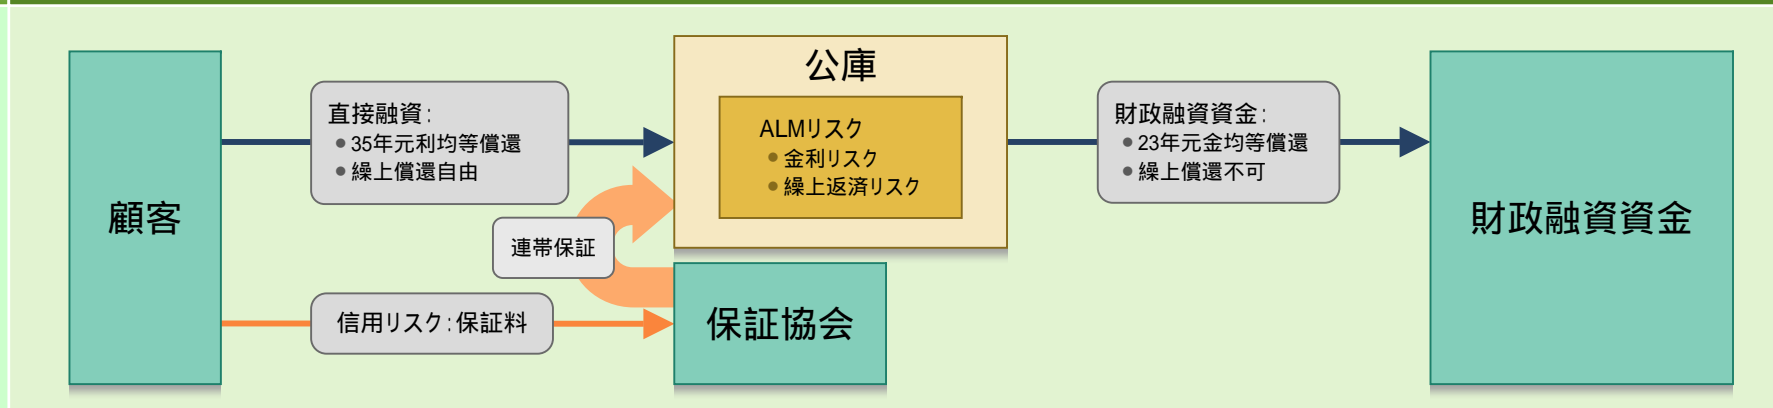 顧客
直接融資：
● 35年元利均等償還
● 繰上償還自由
連帯保証
信用リスク：保証料
公庫
ALMリスク
● 金利リスク
● 繰上返済リスク
保証協会
財政融資資金：
● 23年元金均等償還
● 繰上償還不可
財政融資資金